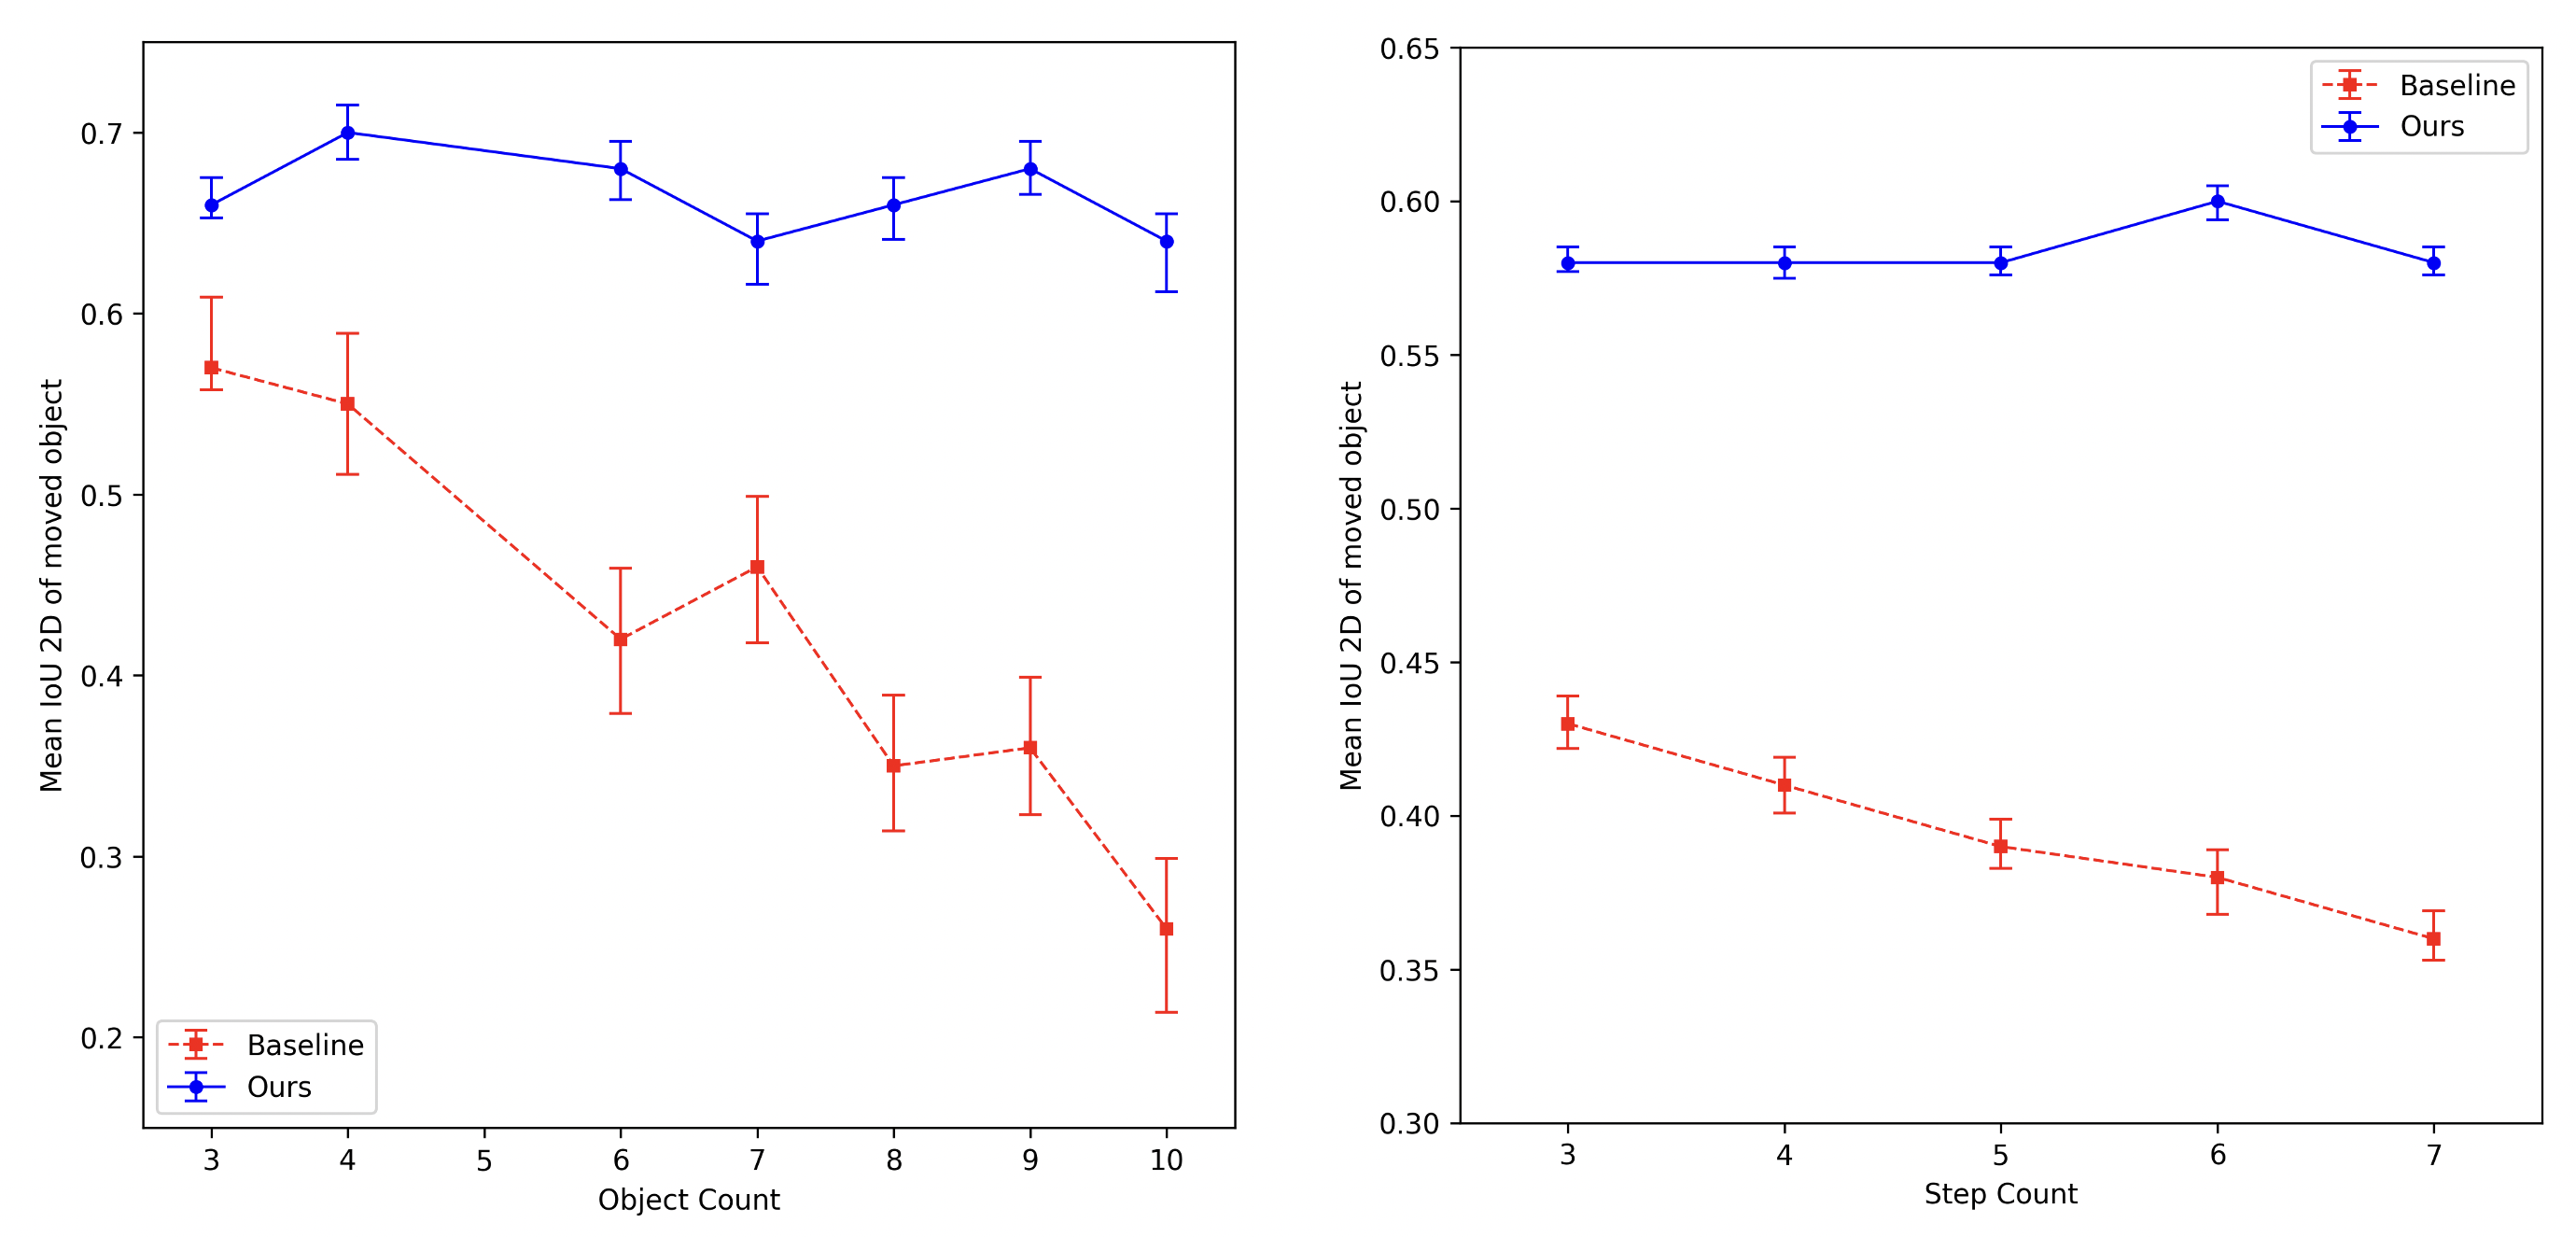 Mean IoU 2D of moved object
0.7
0.6
0.5
0.4
0.3
0.2
Baseline
Ours
3 4 5 6 7 8 9 10
Object Count
Mean IoU 2D of moved object
0.65
0.60
0.55
0.50
0.45
0.40
0.35
0.30
Baseline
Ours
3 4 5 6 7
Step Count